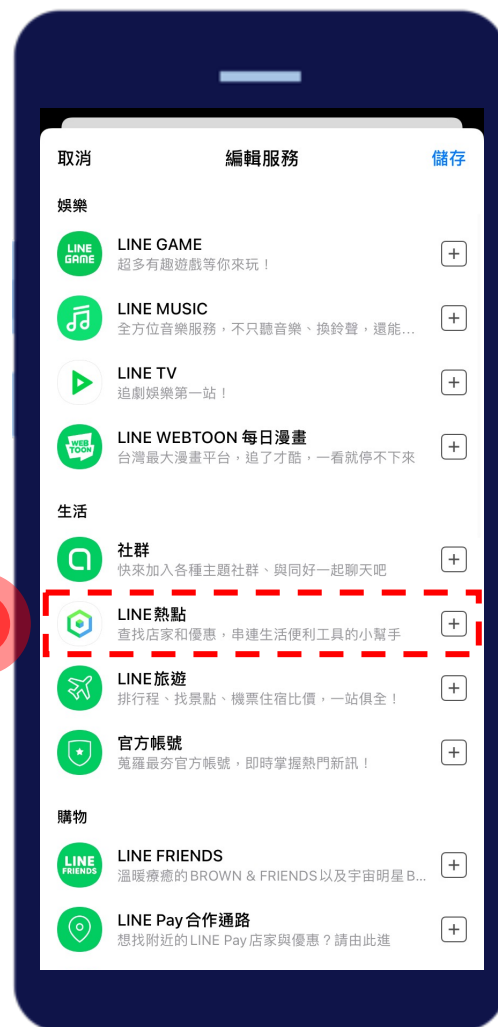 取消
編輯服務
儲存
娛樂
LINE GAME
LINE GAME
超多有趣遊戲等你來玩！
LINE MUSIC
全方位音樂服務，不只聽音樂、換鈴聲，還能...
LINE TV
追劇娛樂第一站！
WEB TOON
LINE WEBTOON 每日漫畫
台灣最大漫畫平台，追了才酷，一看就停不下來
生活
社群
快來加入各種主題社群、與同好一起聊天吧
LINE熱點
查找店家和優惠，串連生活便利工具的小幫手
LINE旅遊
排行程、找景點、機票住宿比價，一站俱全！
官方帳號
蒐羅最夯官方帳號，即時掌握熱門新訊！
購物
LINE FRIENDS
LINE FRIENDS
溫暖療癒的BROWN & FRIENDS以及宇宙明星B...
LINE Pay 合作通路
想找附近的LINE Pay店家與優惠？請由此進